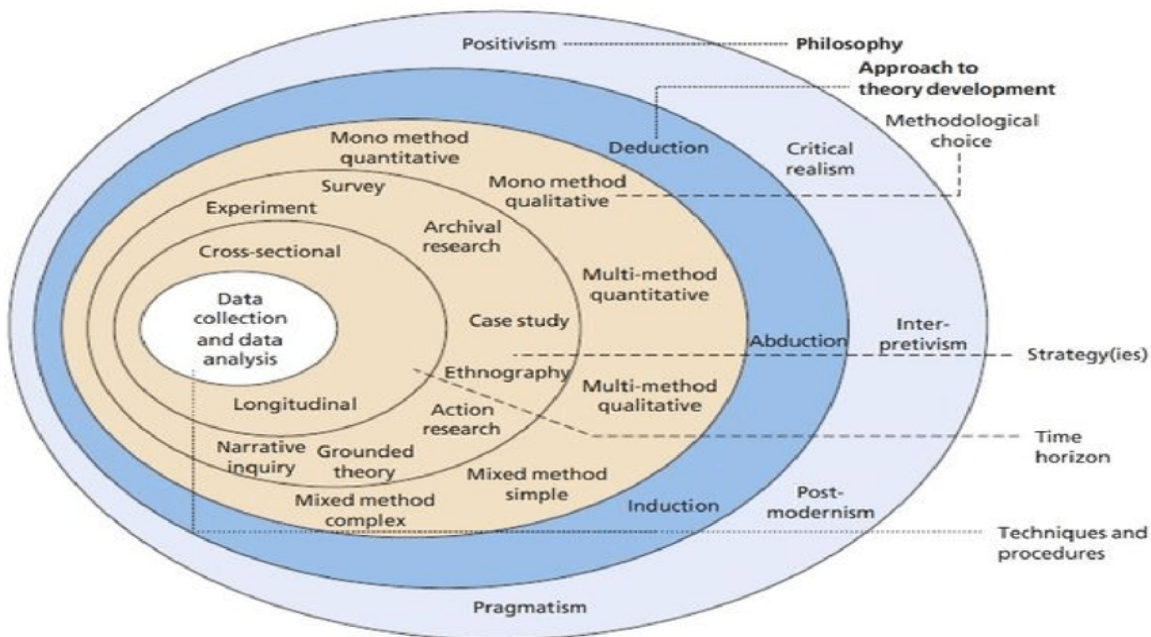 Positivism
Philosophy
Approach to
theory development
Methodological
choice
Mono method
quantitative
Deduction
Critical
realism
Survey
Mono method
qualitative
Experiment
Archival
research
Cross-sectional
Multi-method
quantitative
Data
collection
and data
analysis
Case study
Abduction
Inter-
pretivism
Strategy(ies)
Ethnography
Multi-method
qualitative
Longitudinal
Action
research
Time
horizon
Narrative
inquiry
Grounded
theory
Mixed method
simple
Mixed method
complex
Induction
Post-
modernism
Techniques and
procedures
Pragmatism